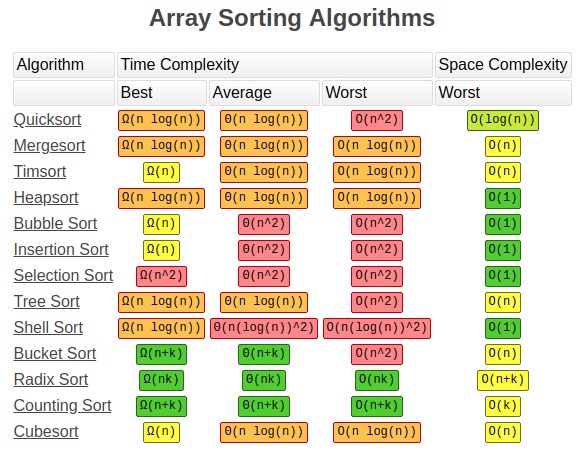 Array Sorting Algorithms
Algorithm Time Complexity Space Complexity
Best Average Worst Worst
Quicksort Ω(n log(n)) Θ(n log(n)) O(n^2) O(log(n))
Mergesort Ω(n log(n)) Θ(n log(n)) O(n log(n)) O(n)
Timsort Ω(n) Θ(n log(n)) O(n log(n)) O(n)
Heapsort Ω(n log(n)) Θ(n log(n)) O(n log(n)) O(1)
Bubble Sort Ω(n) Θ(n^2) O(n^2) O(1)
Insertion Sort Ω(n) Θ(n^2) O(n^2) O(1)
Selection Sort Ω(n^2) Θ(n^2) O(n^2) O(1)
Tree Sort Ω(n log(n)) Θ(n log(n)) O(n^2) O(n)
Shell Sort Ω(n log(n)) Θ(n(log(n))^2) O(n(log(n))^2) O(1)
Bucket Sort Ω(n+k) Θ(n+k) O(n^2) O(n)
Radix Sort Ω(nk) Θ(nk) O(nk) O(n+k)
Counting Sort Ω(n+k) Θ(n+k) O(n+k) O(k)
Cubesort Ω(n) Θ(n log(n)) O(n log(n)) O(n)